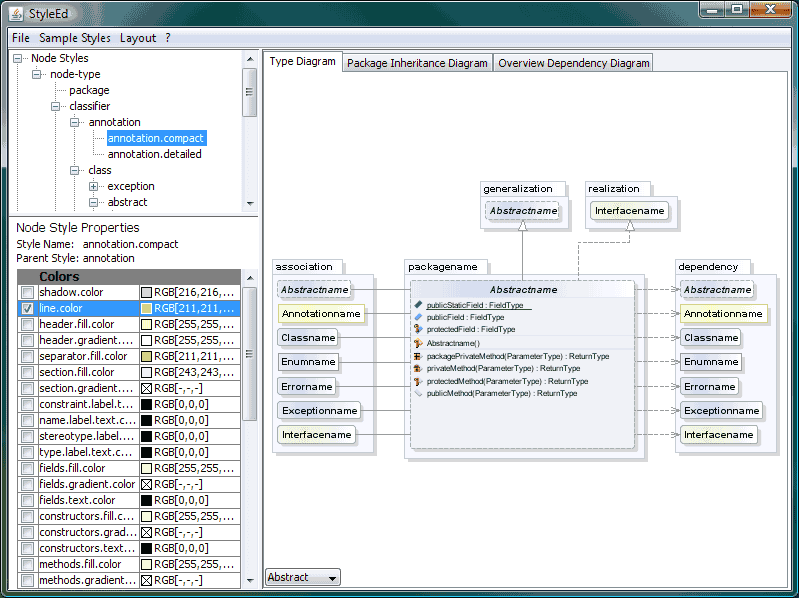 StyleEd
File Sample Styles Layout ?
Node Styles
node-type
package
classifier
annotation
annotation.compact
annotation.detailed
class
exception
abstract
Node Style Properties
Style Name: annotation.compact
Parent Style: annotation
Colors
shadow.color RGB[216,216,...
line.color RGB[211,211,...
header.fill.color RGB[255,255,...
header.gradient.... RGB[255,255,...
separator.fill.color RGB[211,211,...
section.fill.color RGB[243,243,...
section.gradient.... RGB[-,-,-]
constraint.label.t... RGB[0,0,0]
name.label.text.c... RGB[0,0,0]
stereotype.label.... RGB[0,0,0]
type.label.text.c... RGB[0,0,0]
fields.fill.color RGB[255,255,...
fields.gradient.color RGB[-,-,-]
fields.text.color RGB[0,0,0]
constructors.fill.c... RGB[255,255,...
constructors.grad... RGB[-,-,-]
constructors.text... RGB[0,0,0]
methods.fill.color RGB[255,255,...
methods.gradient... RGB[-,-,-]
Type Diagram Package Inheritance Diagram Overview Dependency Diagram
generalization
Abstractname
realization
Interfacename
association
Abstractname
Annotationname
Classname
Enumname
Errorname
Exceptionname
Interfacename
packagename
Abstractname
publicStaticField : FieldType
publicField : FieldType
protectedField : FieldType
Abstractname()
packagePrivateMethod(ParameterType) : ReturnType
privateMethod(ParameterType) : ReturnType
protectedMethod(ParameterType) : ReturnType
publicMethod(ParameterType) : ReturnType
dependency
Abstractname
Annotationname
Classname
Enumname
Errorname
Exceptionname
Interfacename
Abstract